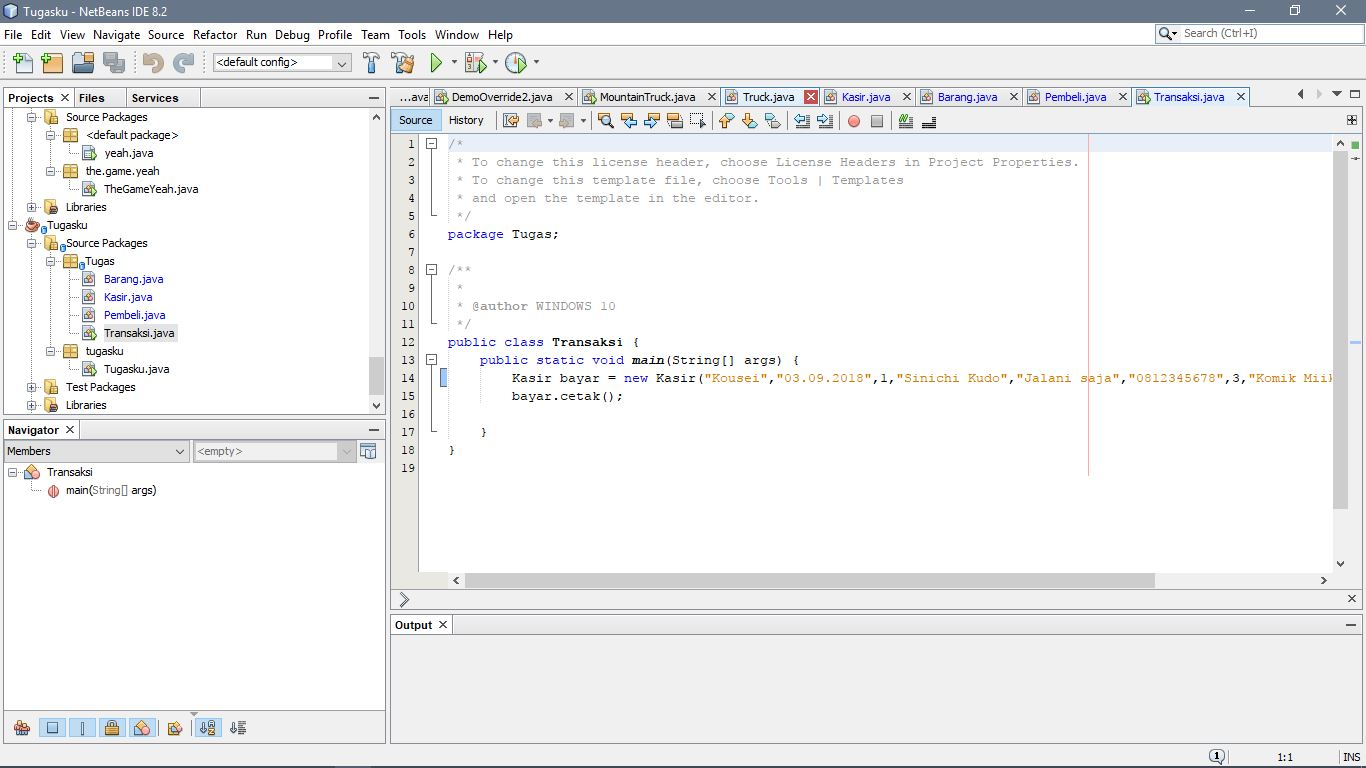 Tugasku - NetBeans IDE 8.2
File Edit View Navigate Source Refactor Run Debug Profile Team Tools Window Help
Search (Ctrl+I)
<default config>
Projects Files Services
Source Packages
<default package>
yeah.java
the.game.yeah
TheGameYeah.java
Libraries
Tugasku
Source Packages
Tugas
Barang.java
Kasir.java
Pembeli.java
Transaksi.java
tugasku
Tugasku.java
Test Packages
Libraries
Navigator
Members <empty>
Transaksi
main(String[] args)
...ava DemoOverride2.java MountainTruck.java Truck.java Kasir.java Barang.java Pembeli.java Transaksi.java
Source History
1 /*
2 * To change this license header, choose License Headers in Project Properties.
3 * To change this template file, choose Tools | Templates
4 * and open the template in the editor.
5 */
6 package Tugas;
7
8 /**
9 *
10 * @author WINDOWS 10
11 */
12 public class Transaksi {
13 public static void main(String[] args) {
14 Kasir bayar = new Kasir("Kousei","03.09.2018",1,"Sinichi Kudo","Jalani saja","0812345678",3,"Komik Miik
15 bayar.cetak();
16
17 }
18 }
19
Output
1 1:1 INS